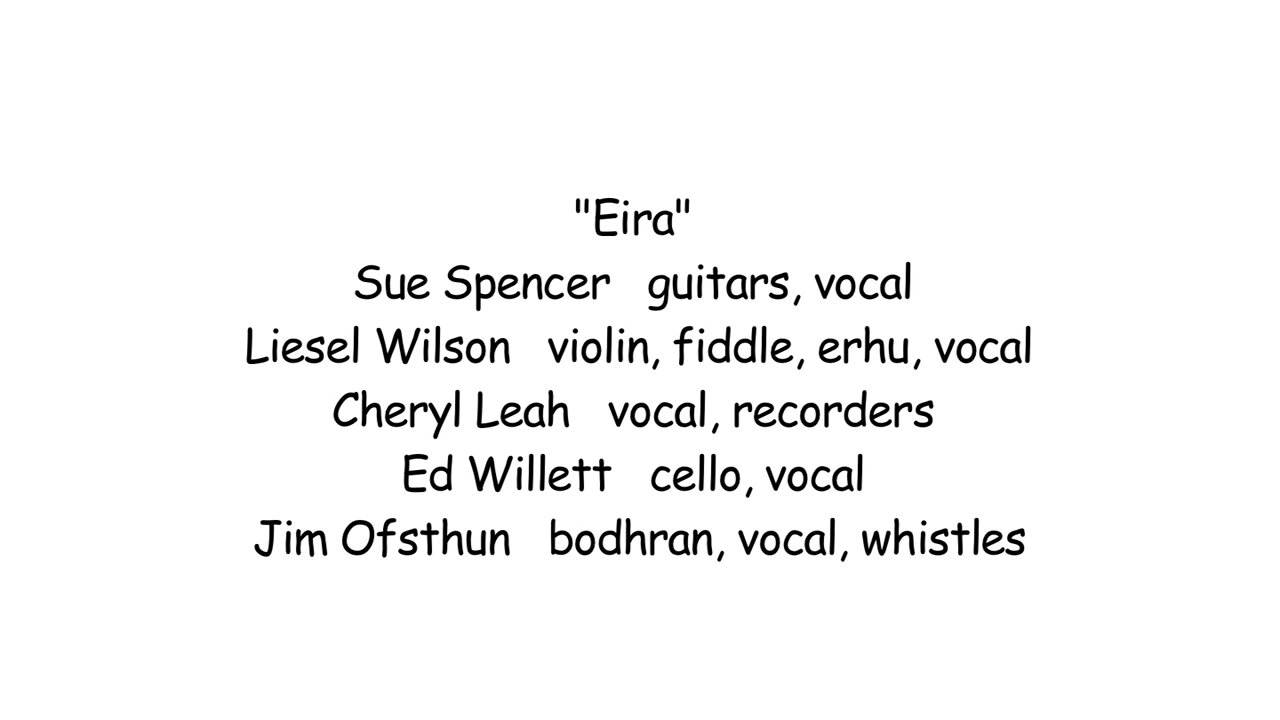 "Eira"
Sue Spencer   guitars, vocal
Liesel Wilson   violin, fiddle, erhu, vocal
Cheryl Leah   vocal, recorders
Ed Willett   cello, vocal
Jim Ofsthun   bodhran, vocal, whistles